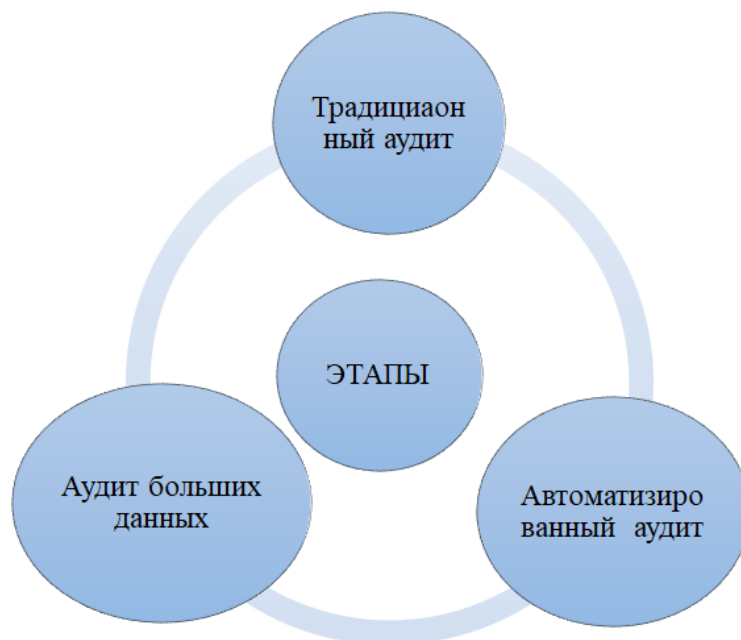 Традициаон
ный аудит
ЭТАПЫ
Аудит больших
данных
Автоматизиро
ванный аудит